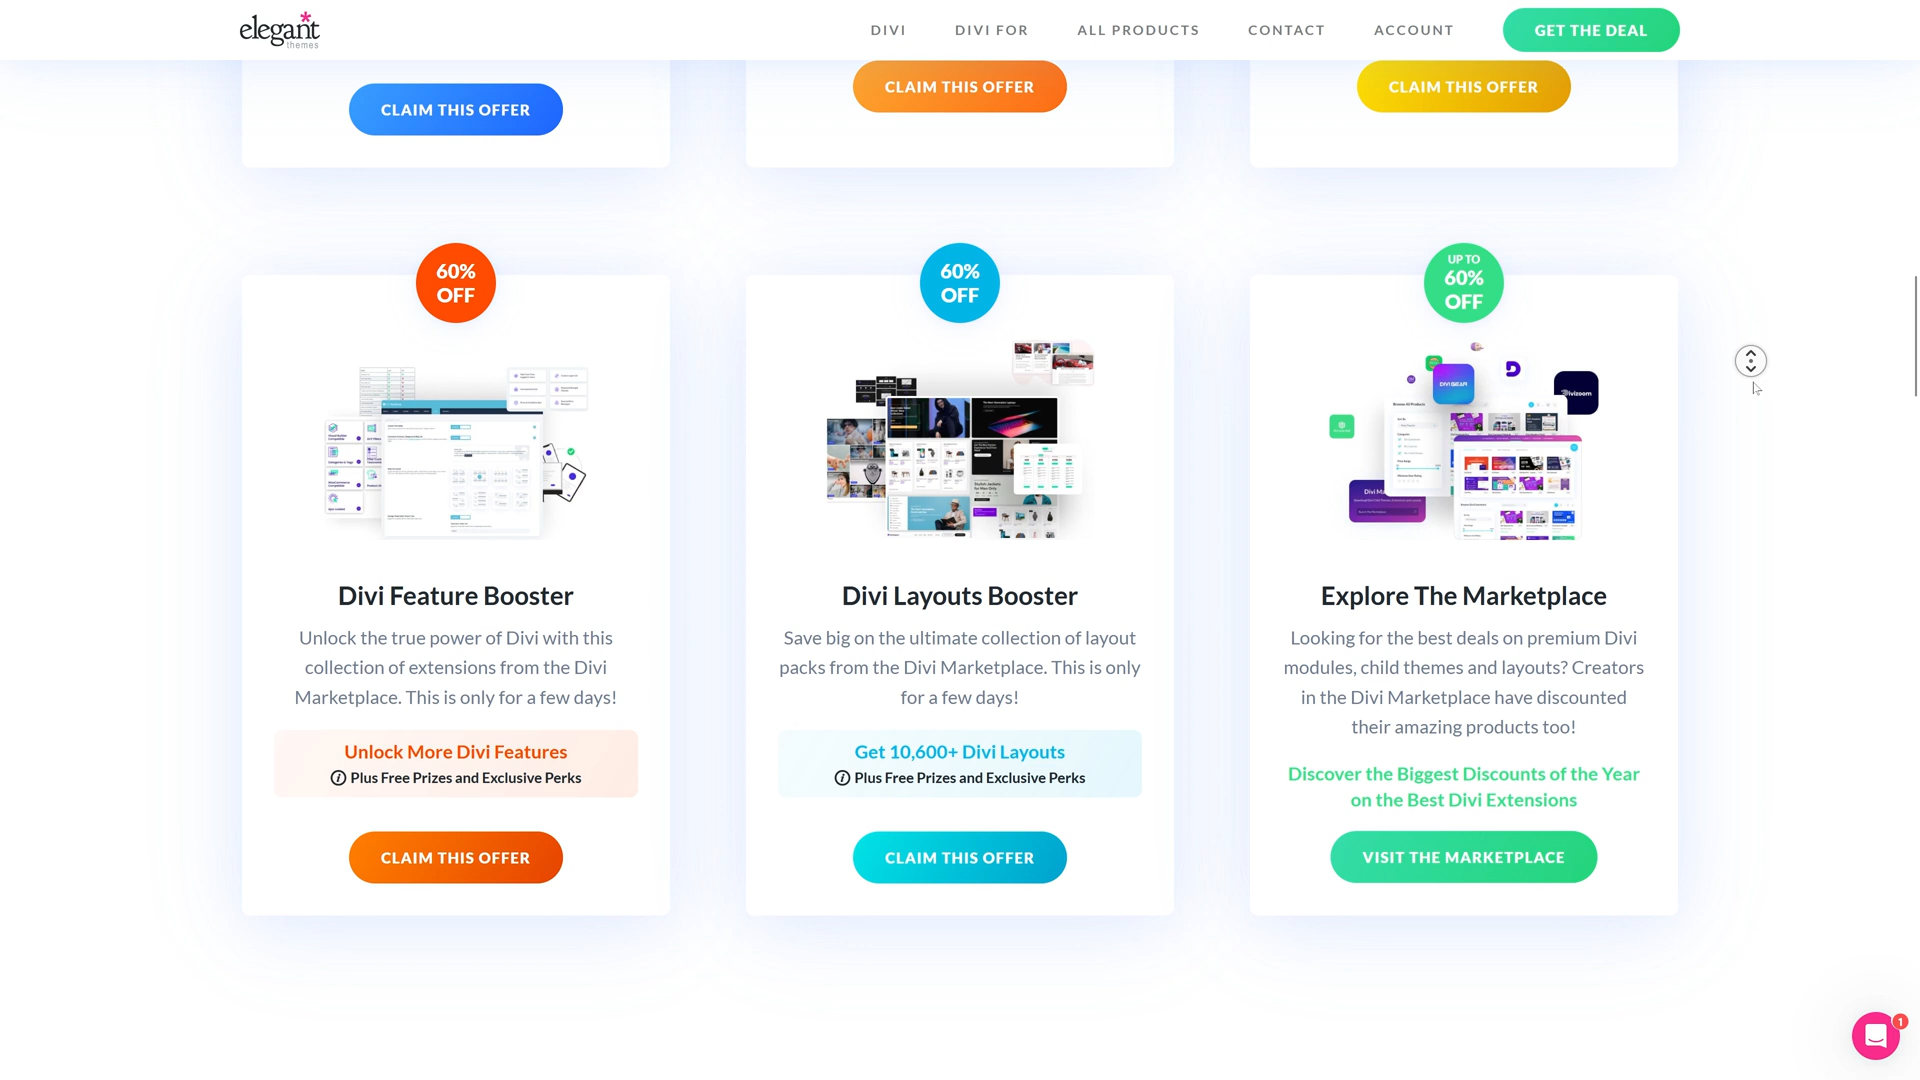 elegant
themes
DIVI
DIVI FOR
ALL PRODUCTS
CONTACT
ACCOUNT
GET THE DEAL
CLAIM THIS OFFER
CLAIM THIS OFFER
CLAIM THIS OFFER
60%
OFF
Divi Feature Booster
Unlock the true power of Divi with this
collection of extensions from the Divi
Marketplace. This is only for a few days!
Unlock More Divi Features
Plus Free Prizes and Exclusive Perks
CLAIM THIS OFFER
60%
OFF
Divi Layouts Booster
Save big on the ultimate collection of layout
packs from the Divi Marketplace. This is only
for a few days!
Get 10,600+ Divi Layouts
Plus Free Prizes and Exclusive Perks
CLAIM THIS OFFER
UP TO
60%
OFF
DIVI GEAR
Explore The Marketplace
Looking for the best deals on premium Divi
modules, child themes and layouts? Creators
in the Divi Marketplace have discounted
their amazing products too!
Discover the Biggest Discounts of the Year
on the Best Divi Extensions
VISIT THE MARKETPLACE
1